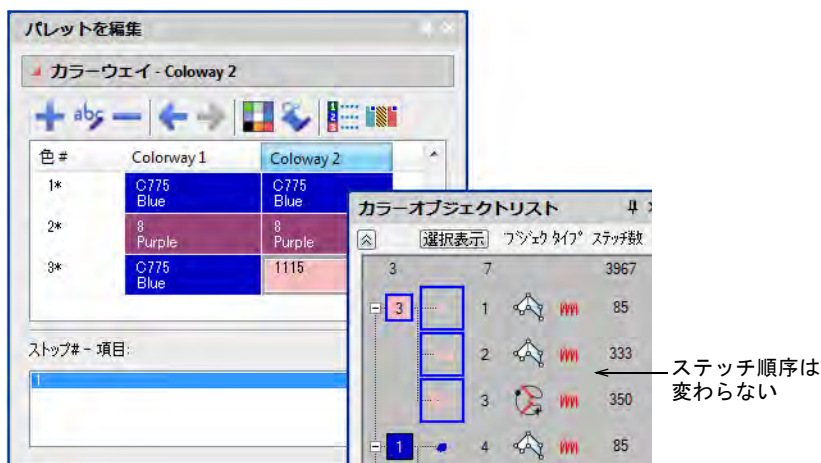 パレットを編集
カラーウェイ - Coloway 2
abc
色 # Colorway 1 Coloway 2
1* C775 Blue C775 Blue
2* 8 Purple 8 Purple
3* C775 Blue 1115
ストップ# - 項目:
1
カラーオブジェクトリスト
選択表示 ブジェク タイプ ステッチ数
3 7 3967
3 1 85
2 333
3 350
1 4 85
ステッチ順序は
変わらない